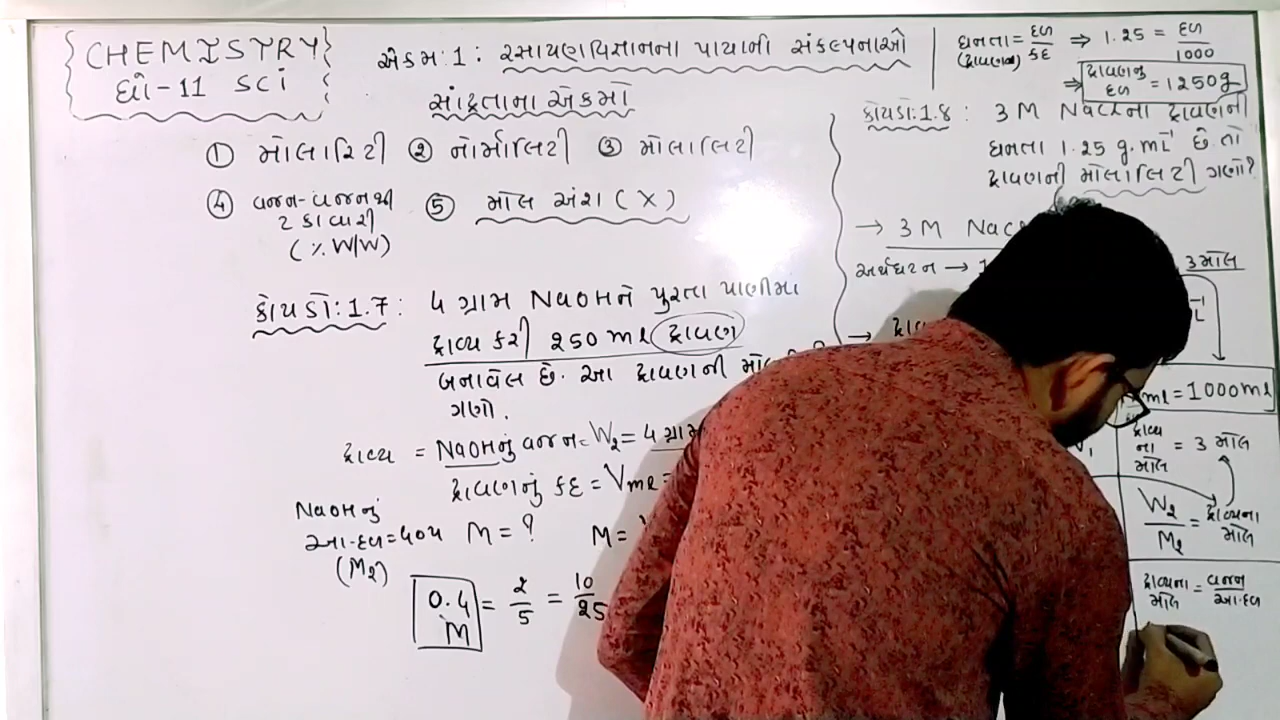 CHEMISTRY
ધો-11 SCI
એકમ:1: રસાયણવિજ્ઞાનના પાયાની સંકલ્પનાઓ
સાંદ્રતાના એકમો
① મોલારિટી ② નોર્માલિટી ③ મોલાલિટી
④ વજન-વજનથી
ટકાવારી
(% W/W)
⑤ મોલ અંશ (X)
કોયડો:1.7: 4 ગ્રામ NaOHને પુરતા પાણીમાં
દ્રાવ્ય કરી 250 ml દ્રાવણ
બનાવેલ છે. આ દ્રાવણની
ગણો.
દ્રાવ્ય = NaOHનું વજન = W2 = 4 ગ્રામ
દ્રાવણનું કદ = Vml =
NaOHનું
આ.દળ=40 M = ?
M =
(M2)
0.4 M = 2/5 = 10/25
ઘનતા = દળ/કદ ⇒ 1.25 = દળ/1000
(દ્રાવણ)
⇒ દ્રાવણનુ દળ = 1250g
કોયડો:1.8: 3 M NaClના દ્રાવણની
ઘનતા 1.25 g.mL⁻¹ છે. તો
દ્રાવણની મોલાલિટી ગણો?
→ 3 M
અર્થઘટન →
3 મોલ
→
ml = 1000ml
દ્રાવ્ય
ના
મોલ
= 3 મોલ
W2/M2 = દ્રાવ્યના
મોલ
દ્રાવ્યના
મોલ
= વજન/આ.દળ